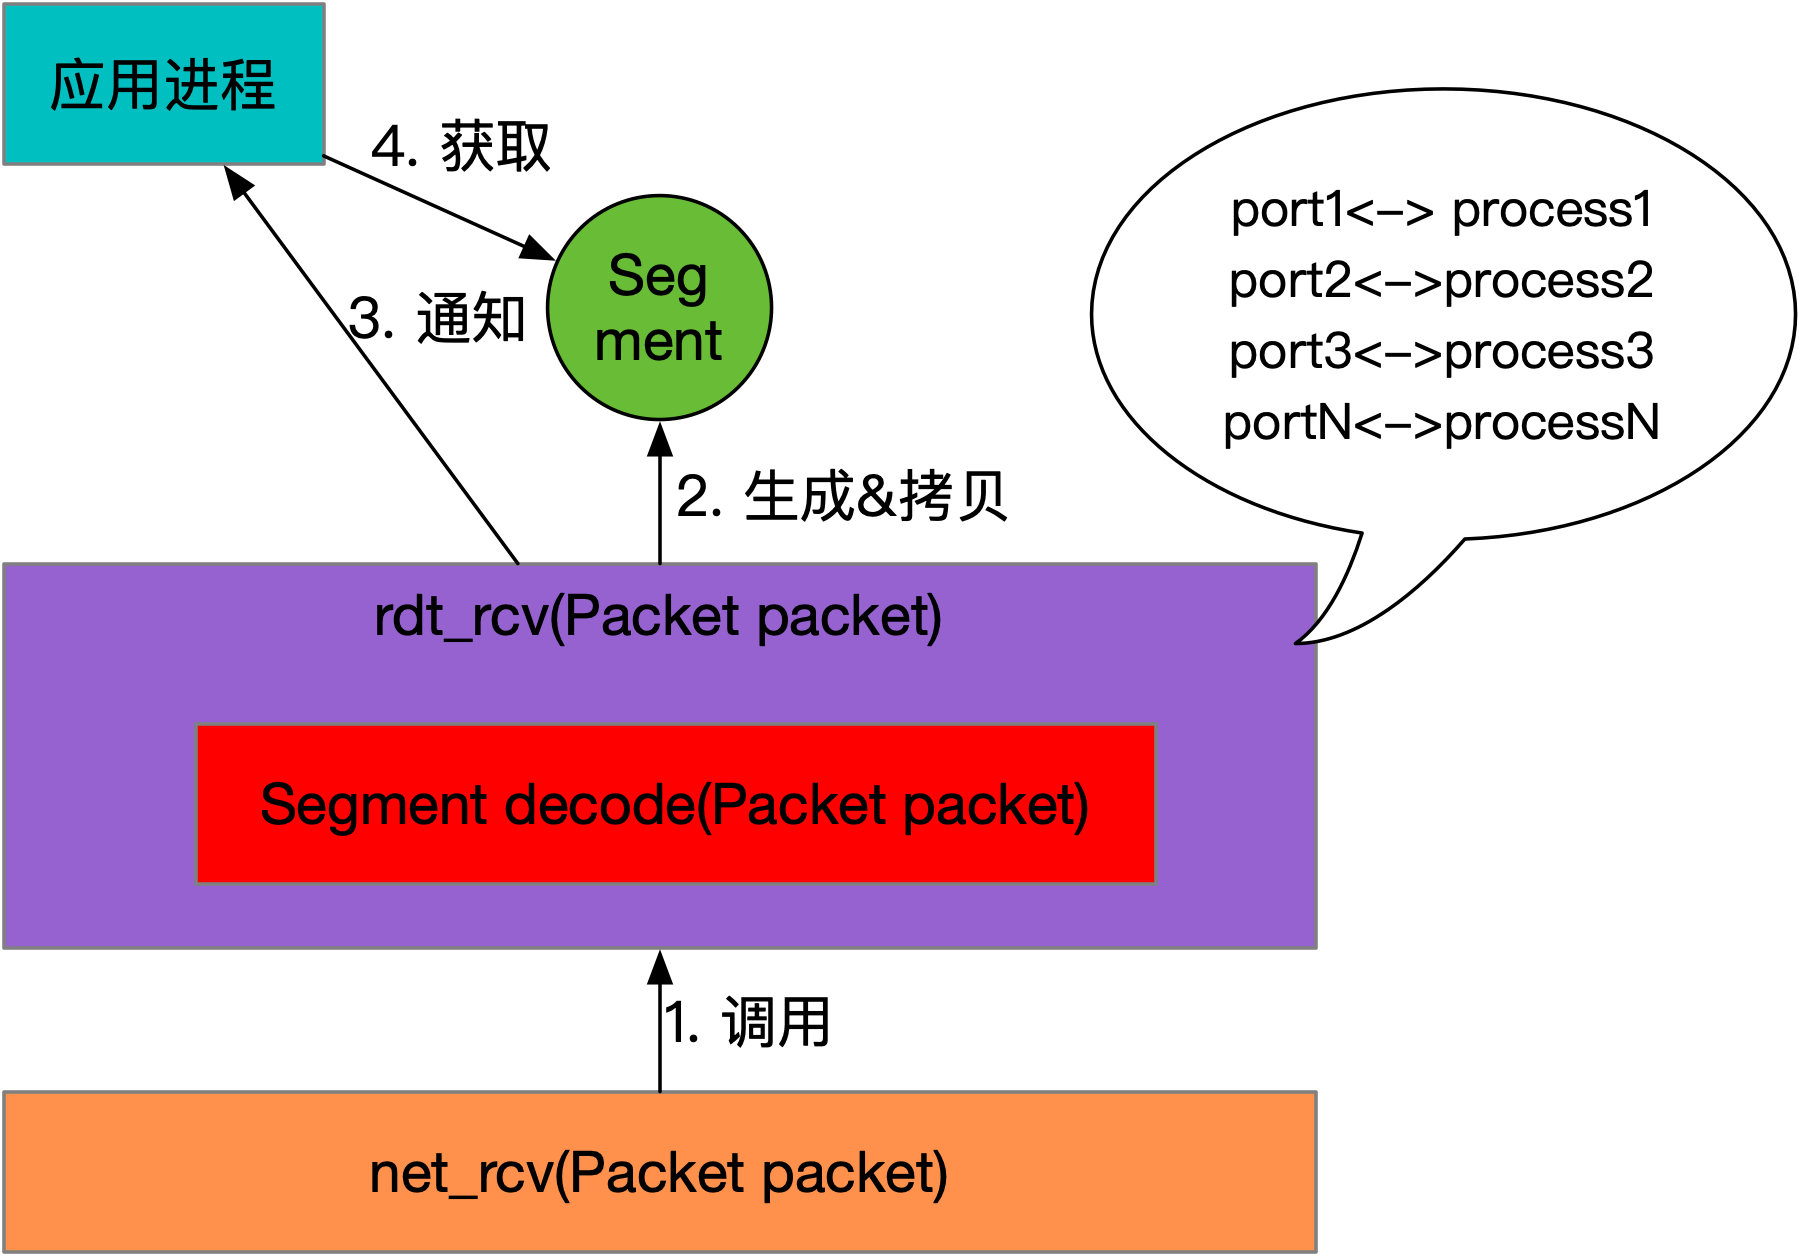 应用进程
4. 获取
Seg
ment
3. 通知
port1<-> process1
port2<->process2
port3<->process3
portN<->processN
2. 生成&拷贝
rdt_rcv(Packet packet)
Segment decode(Packet packet)
1. 调用
net_rcv(Packet packet)